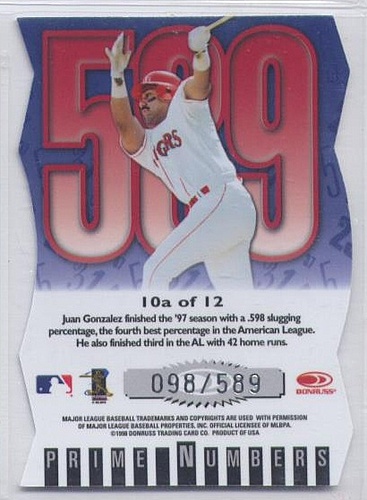 589
RS
10a of 12
Juan Gonzalez finished the '97 season with a .598 slugging
percentage, the fourth best percentage in the American League.
He also finished third in the AL with 42 home runs.
098/589
DONRUSS
MAJOR LEAGUE BASEBALL TRADEMARKS AND COPYRIGHTS ARE USED WITH PERMISSION
OF MAJOR LEAGUE BASEBALL PROPERTIES, INC. OFFICIAL LICENSEE OF MLBPA.
©1998 DONRUSS TRADING CARD CO. PRODUCT OF USA
PRIME NUMBERS